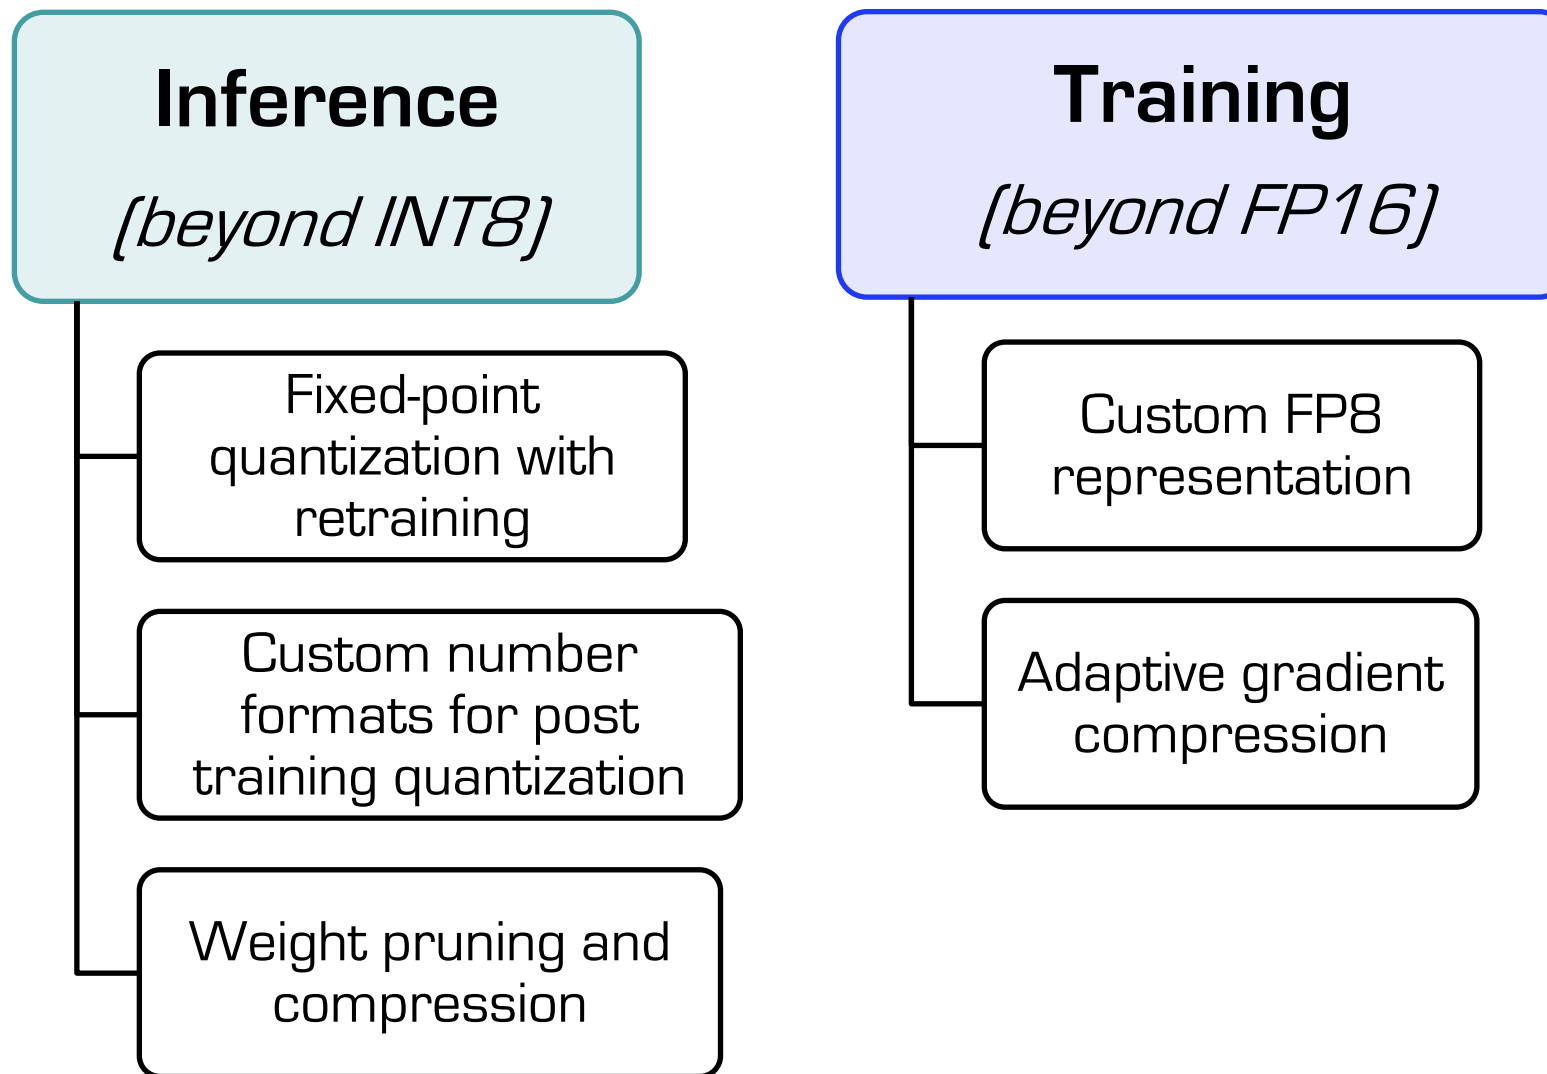 Inference
(beyond INT8)
Fixed-point
quantization with
retraining
Custom number
formats for post
training quantization
Weight pruning and
compression
Training
(beyond FP16)
Custom FP8
representation
Adaptive gradient
compression